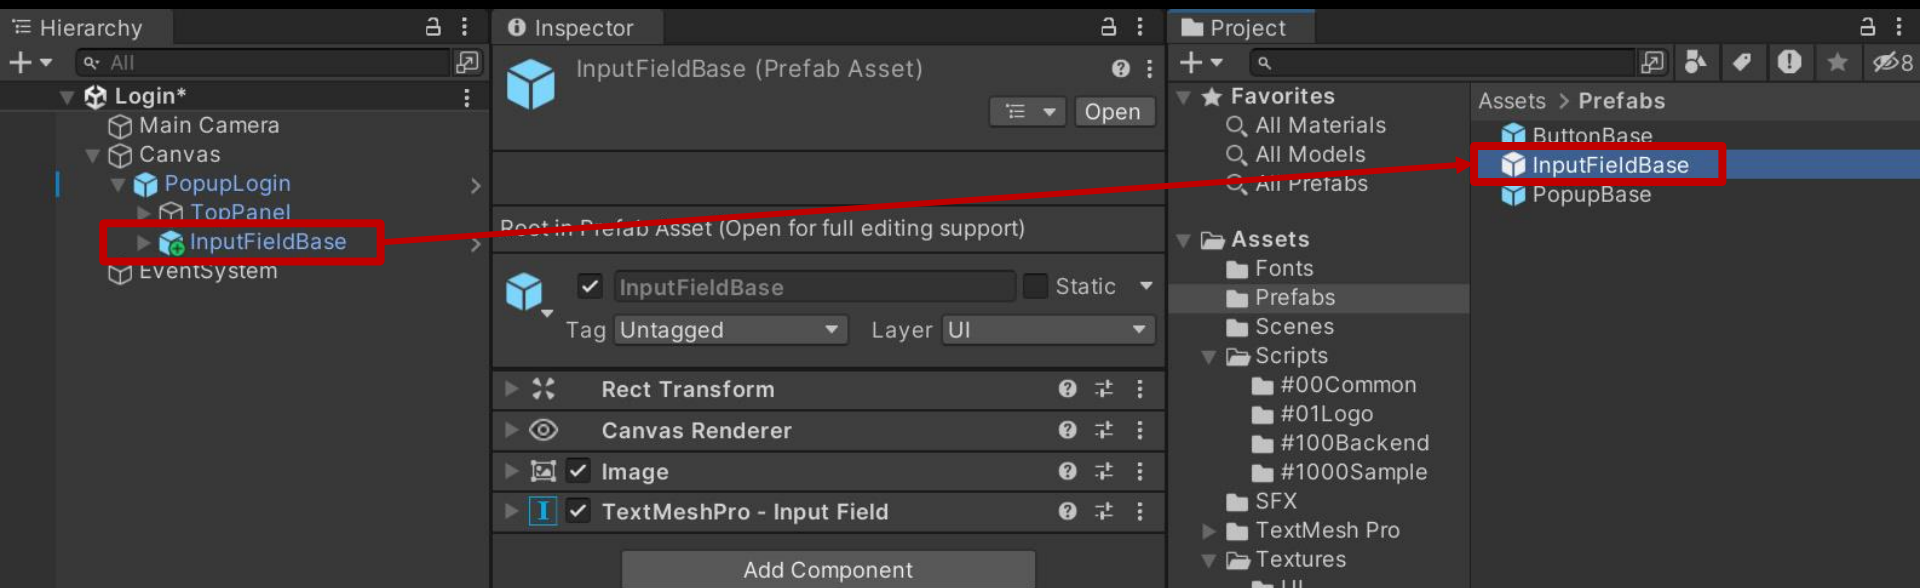 Hierarchy
All
Login*
Main Camera
Canvas
PopupLogin
TopPanel
InputFieldBase
EventSystem
Inspector
InputFieldBase (Prefab Asset)
Open
Root in Prefab Asset (Open for full editing support)
InputFieldBase
Static
Tag Untagged Layer UI
Rect Transform
Canvas Renderer
Image
TextMeshPro - Input Field
Add Component
Project
8
Favorites
All Materials
All Models
All Prefabs
Assets
Fonts
Prefabs
Scenes
Scripts
#00Common
#01Logo
#100Backend
#1000Sample
SFX
TextMesh Pro
Textures
UI
Assets > Prefabs
ButtonBase
InputFieldBase
PopupBase